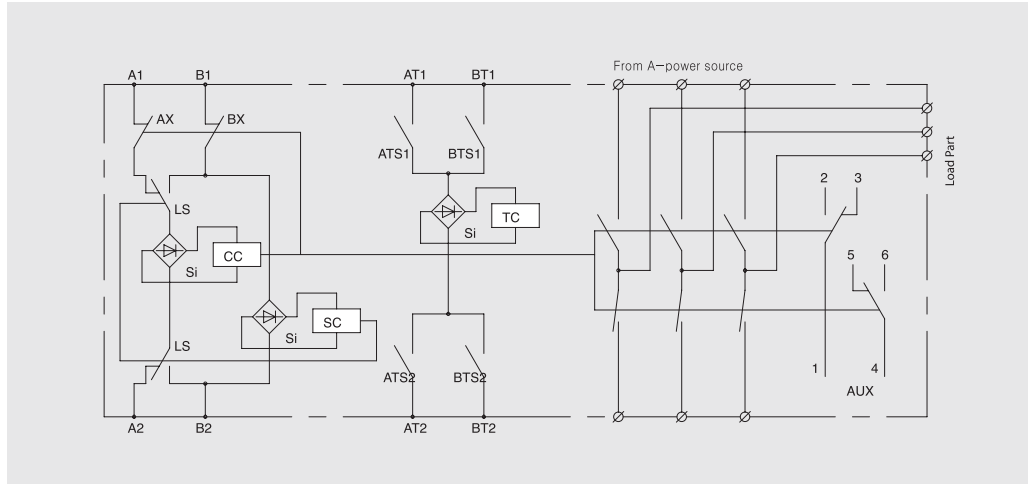 From A-power source
A1 B1 AT1 BT1
AX BX
ATS1 BTS1
Load Part
2 3
LS
TC
Si
CC
Si
5 6
SC
Si
LS
ATS2 BTS2
1 4
AUX
A2 B2 AT2 BT2